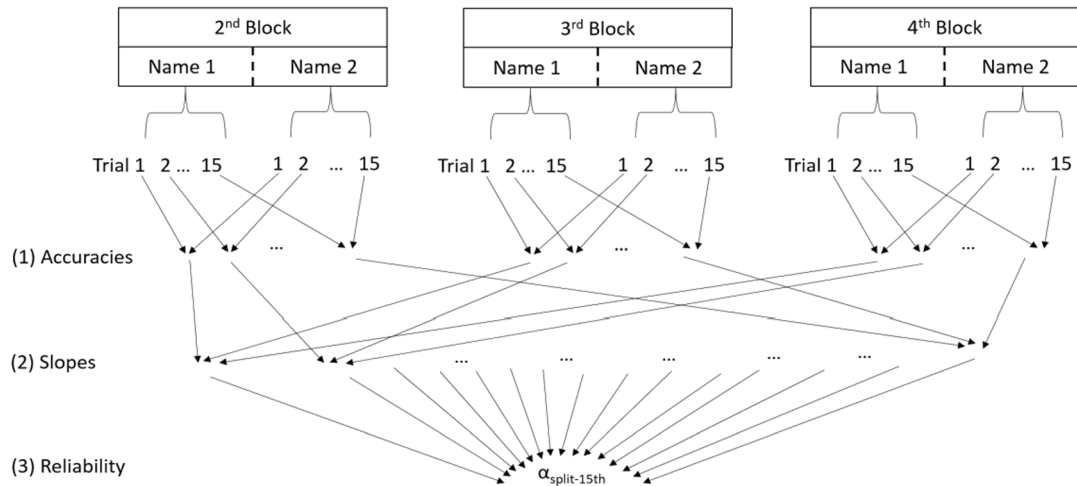 2nd Block 3rd Block 4th Block
Name 1 Name 2 Name 1 Name 2 Name 1 Name 2
Trial 1 2 ... 15 1 2 ... 15 Trial 1 2 ... 15 1 2 ... 15 Trial 1 2 ... 15 1 2 ... 15
... ... ...
(1) Accuracies
(2) Slopes ... ... ... ... ...
(3) Reliability αsplit-15th